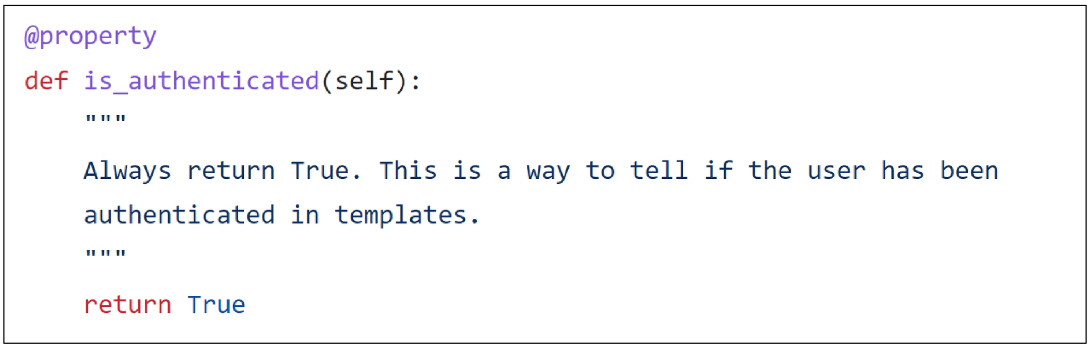 @property
def is_authenticated(self):
    """
    Always return True. This is a way to tell if the user has been
    authenticated in templates.
    """
    return True